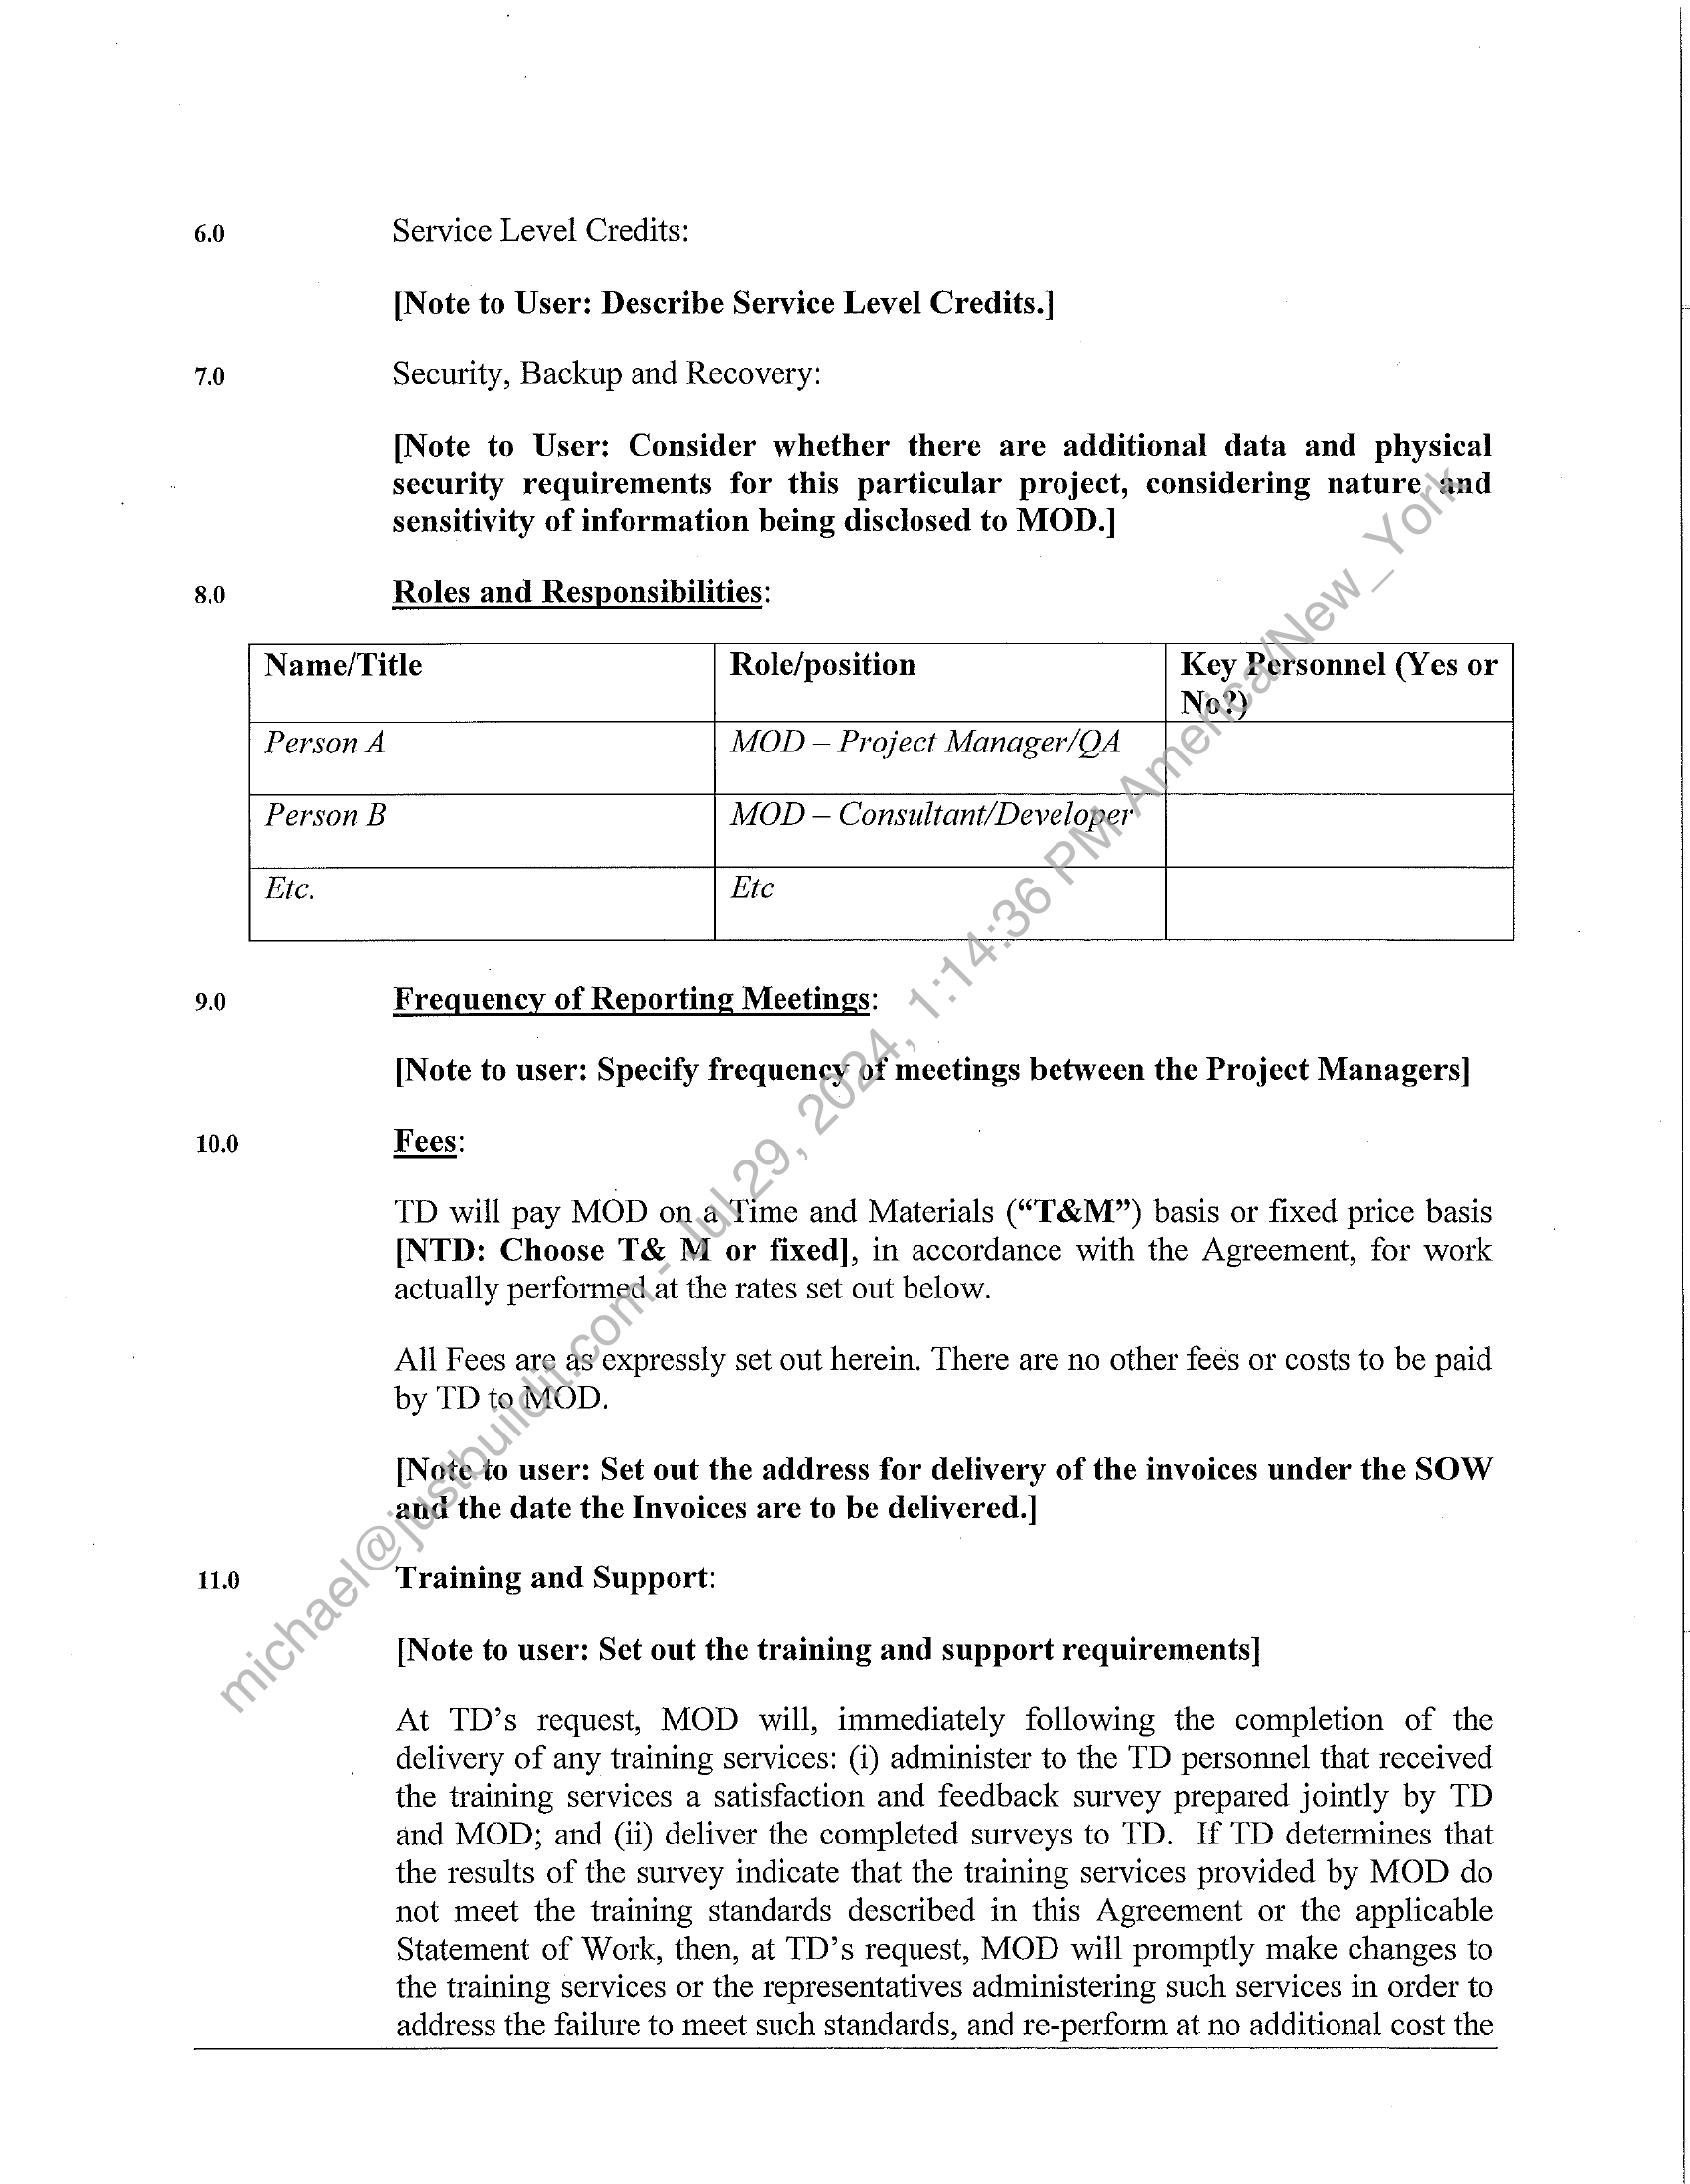 6.0 Service Level Credits:
[Note to User: Describe Service Level Credits.]
7.0 Security, Backup and Recovery:
[Note to User: Consider whether there are additional data and physical
security requirements for this particular project, considering nature and
sensitivity of information being disclosed to MOD.]
8.0 Roles and Responsibilities:
Name/Title Role/position Key Personnel (Yes or
No?)
Person A MOD – Project Manager/QA
Person B MOD – Consultant/Developer
Etc. Etc
9.0 Frequency of Reporting Meetings:
[Note to user: Specify frequency of meetings between the Project Managers]
10.0 Fees:
TD will pay MOD on a Time and Materials (“T&M”) basis or fixed price basis
[NTD: Choose T& M or fixed], in accordance with the Agreement, for work
actually performed at the rates set out below.
All Fees are as expressly set out herein. There are no other fees or costs to be paid
by TD to MOD.
[Note to user: Set out the address for delivery of the invoices under the SOW
and the date the Invoices are to be delivered.]
11.0 Training and Support:
[Note to user: Set out the training and support requirements]
At TD’s request, MOD will, immediately following the completion of the
delivery of any training services: (i) administer to the TD personnel that received
the training services a satisfaction and feedback survey prepared jointly by TD
and MOD; and (ii) deliver the completed surveys to TD. If TD determines that
the results of the survey indicate that the training services provided by MOD do
not meet the training standards described in this Agreement or the applicable
Statement of Work, then, at TD’s request, MOD will promptly make changes to
the training services or the representatives administering such services in order to
address the failure to meet such standards, and re-perform at no additional cost the
michael@justbuildit.com - Jul 29, 2024, 1:14:36 PM America/New_York